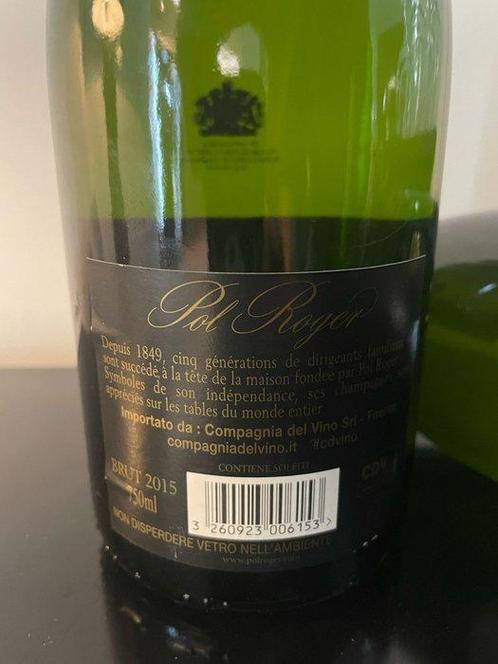 Pol Roger
Depuis 1849, cinq générations de dirigeants familiaux
sont succédé à la tête de la maison fondée par Pol Roger.
Symboles de son indépendance, ses champagnes sont
appréciés sur les tables du monde entier
Importato da : Compagnia del Vino Srl - Firenze
compagniadelvino.it #cdvino
CONTIENE SOLFITI
BRUT 2015
750ml
CDV
3 260923 006153
NON DISPERDERE VETRO NELL'AMBIENTE
www.polroger.com